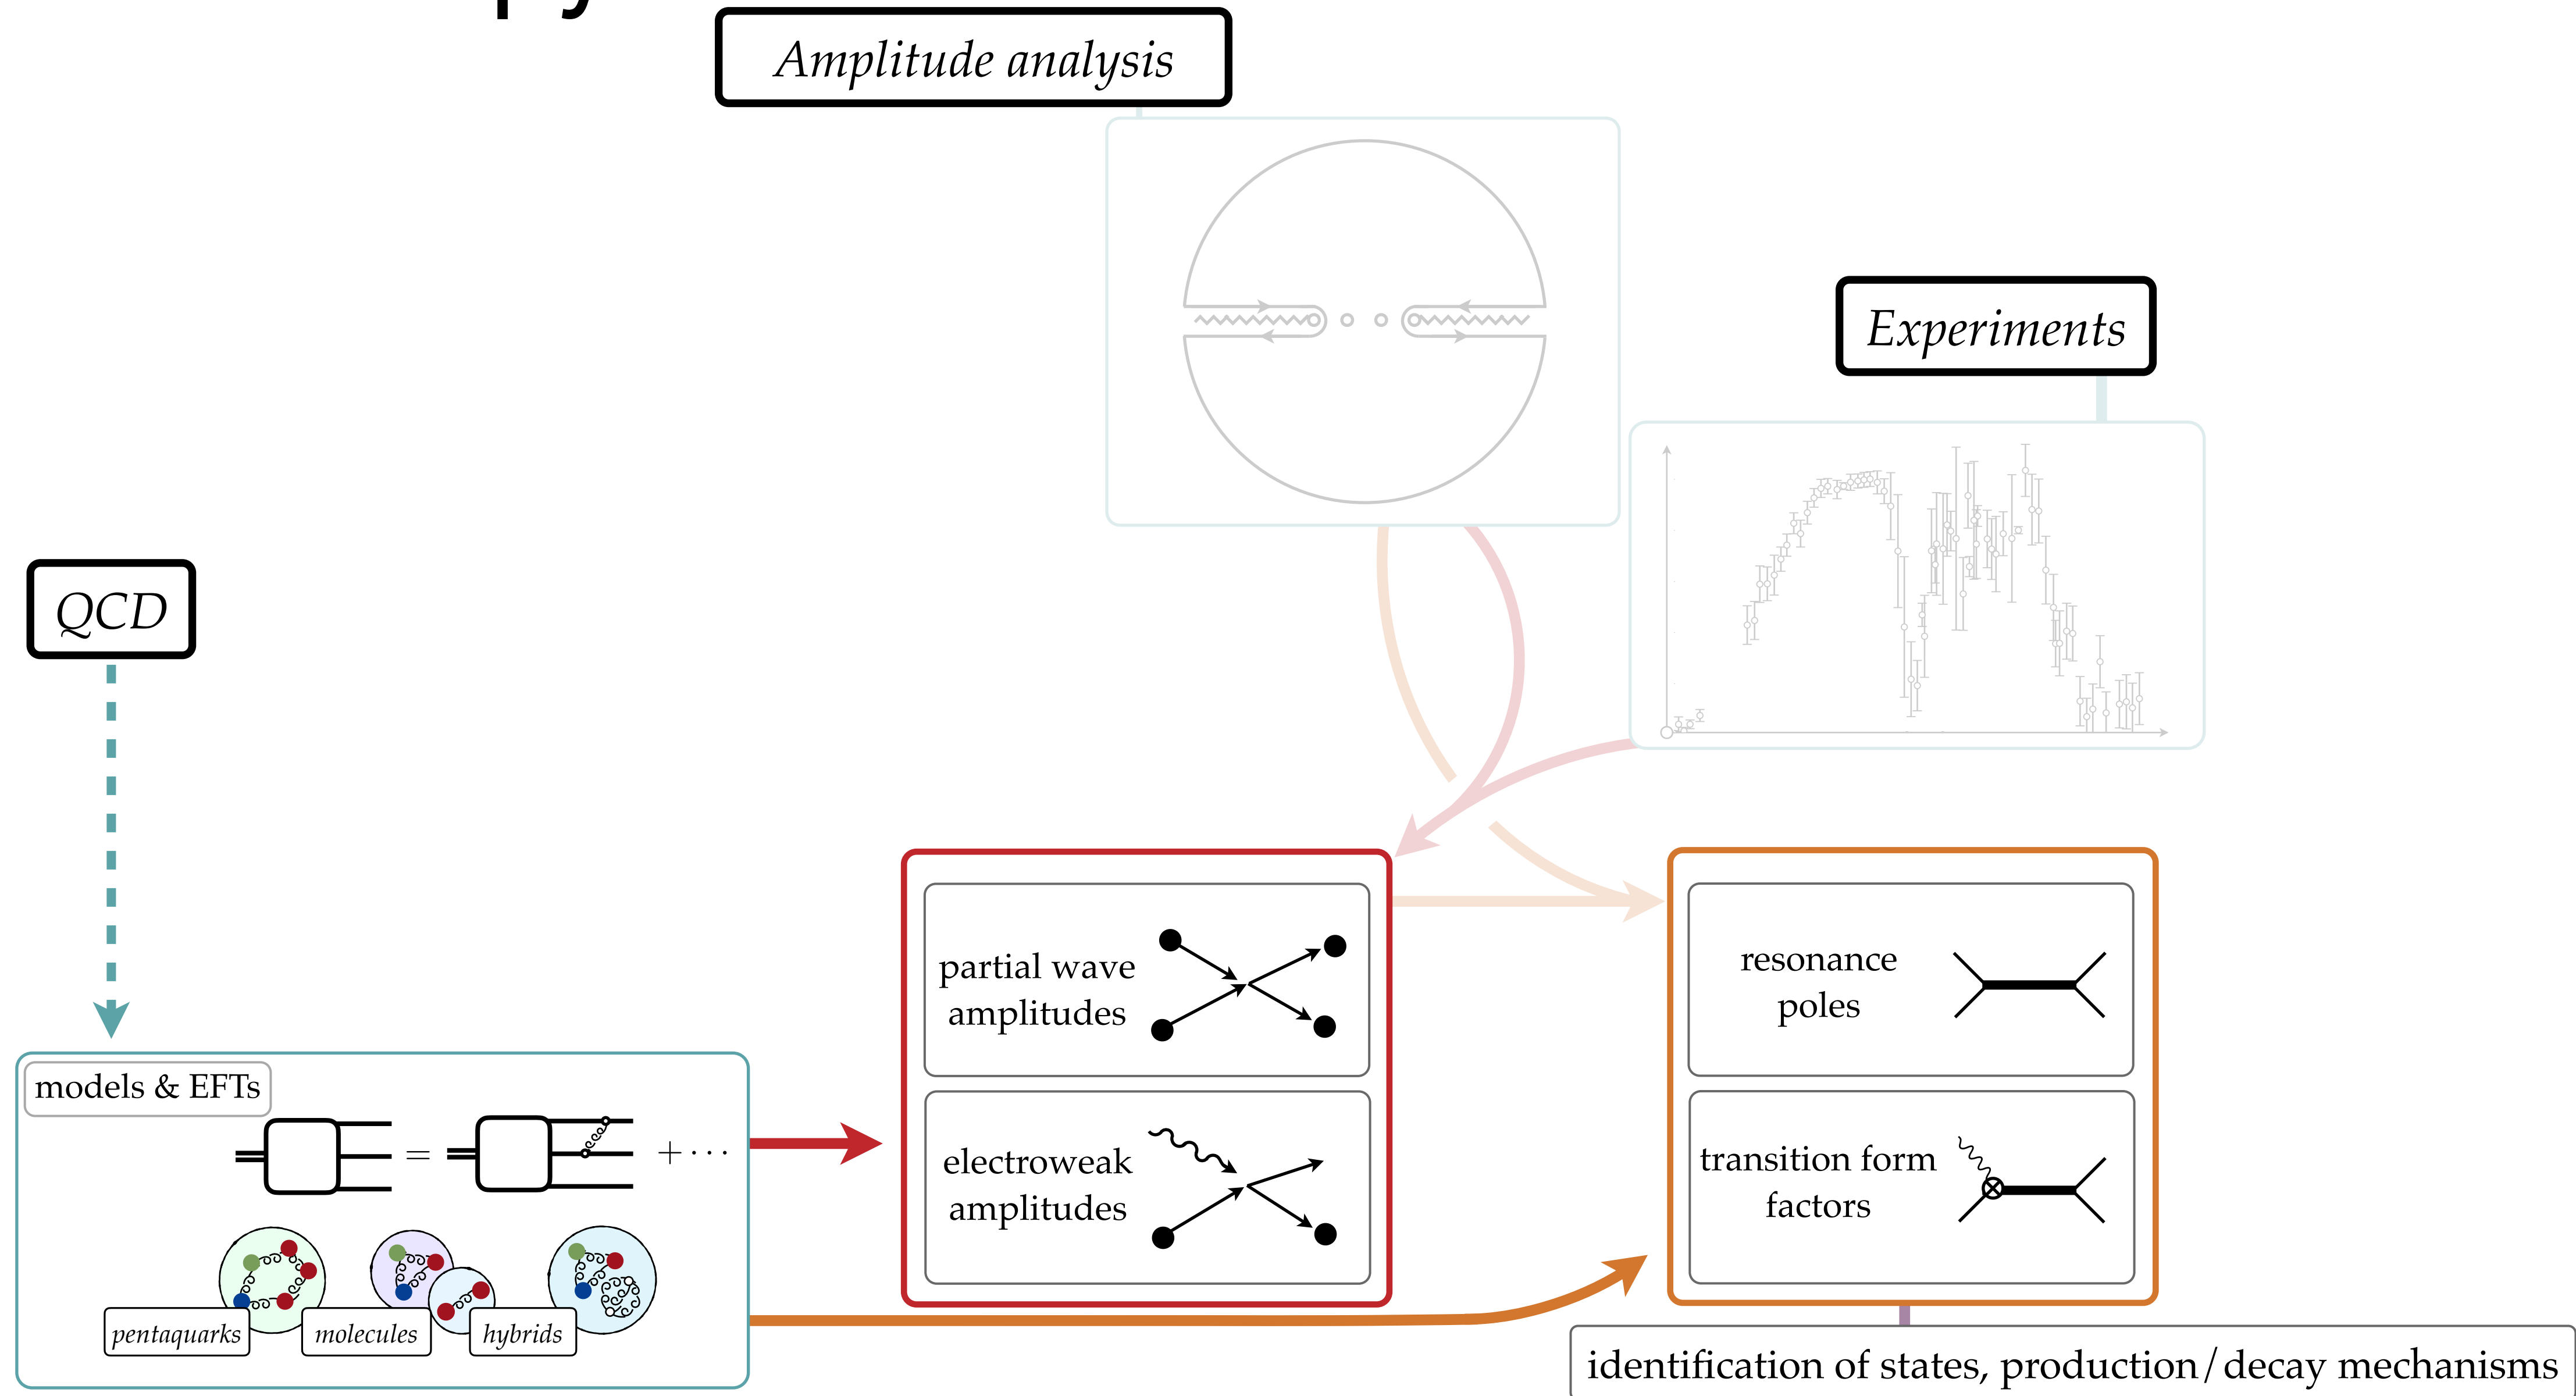 Amplitude analysis
Experiments
QCD
models & EFTs
= + · · ·
pentaquarks
molecules
hybrids
partial wave
amplitudes
electroweak
amplitudes
resonance
poles
transition form
factors
identification of states, production/decay mechanisms